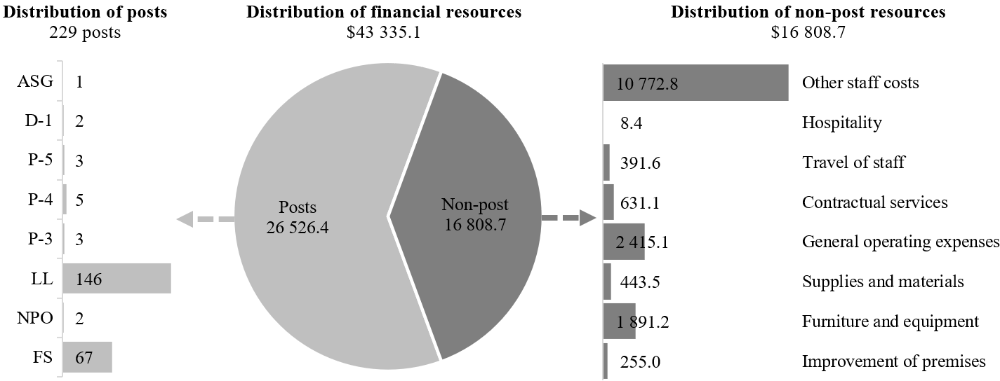 Distribution of posts
229 posts
ASG 1
D-1 2
P-5 3
P-4 5
P-3 3
LL 146
NPO 2
FS 67
Distribution of financial resources
$43 335.1
Posts
26 526.4
Non-post
16 808.7
Distribution of non-post resources
$16 808.7
10 772.8 Other staff costs
8.4 Hospitality
391.6 Travel of staff
631.1 Contractual services
2 415.1 General operating expenses
443.5 Supplies and materials
1 891.2 Furniture and equipment
255.0 Improvement of premises